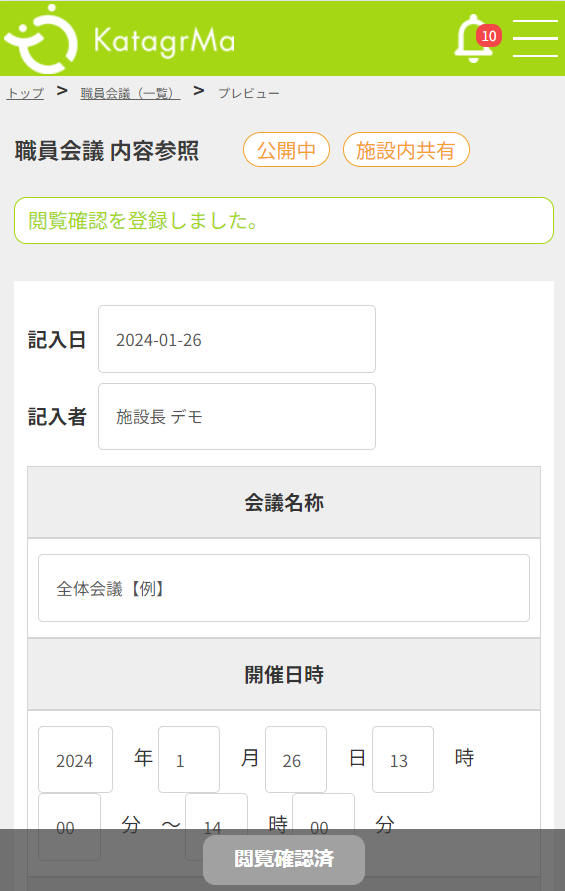 KatagrMa
10
トップ > 職員会議（一覧） > プレビュー
職員会議 内容参照 公開中 施設内共有
閲覧確認を登録しました。
記入日 2024-01-26
記入者 施設長 デモ
会議名称
全体会議【例】
開催日時
2024 年 1 月 26 日 13 時
00 分 ～ 14 時 00 分
閲覧確認済